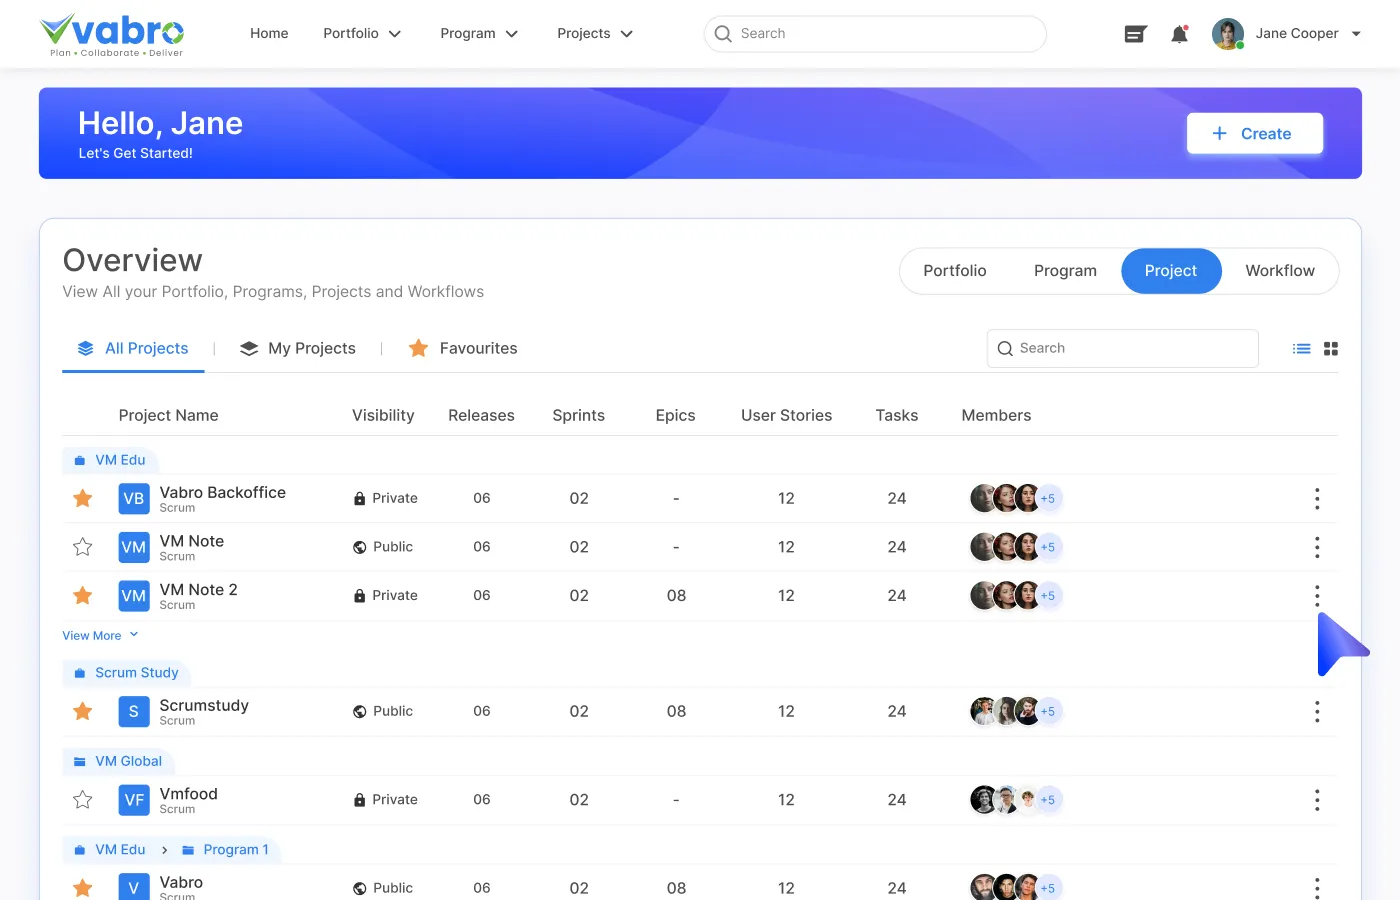 vabro
Plan • Collaborate • Deliver
Home Portfolio Program Projects Search Jane Cooper
Hello, Jane
Let's Get Started!
+ Create
Overview
View All your Portfolio, Programs, Projects and Workflows
Portfolio Program Project Workflow
All Projects | My Projects | Favourites Search
Project Name Visibility Releases Sprints Epics User Stories Tasks Members
VM Edu
VB Vabro Backoffice Private 06 02 - 12 24 +5
Scrum
VM VM Note Public 06 02 - 12 24 +5
Scrum
VM VM Note 2 Private 06 02 08 12 24 +5
Scrum
View More
Scrum Study
S Scrumstudy Public 06 02 08 12 24 +5
Scrum
VM Global
VF Vmfood Private 06 02 - 12 24 +5
Scrum
VM Edu > Program 1
V Vabro Public 06 02 08 12 24 +5
Scrum